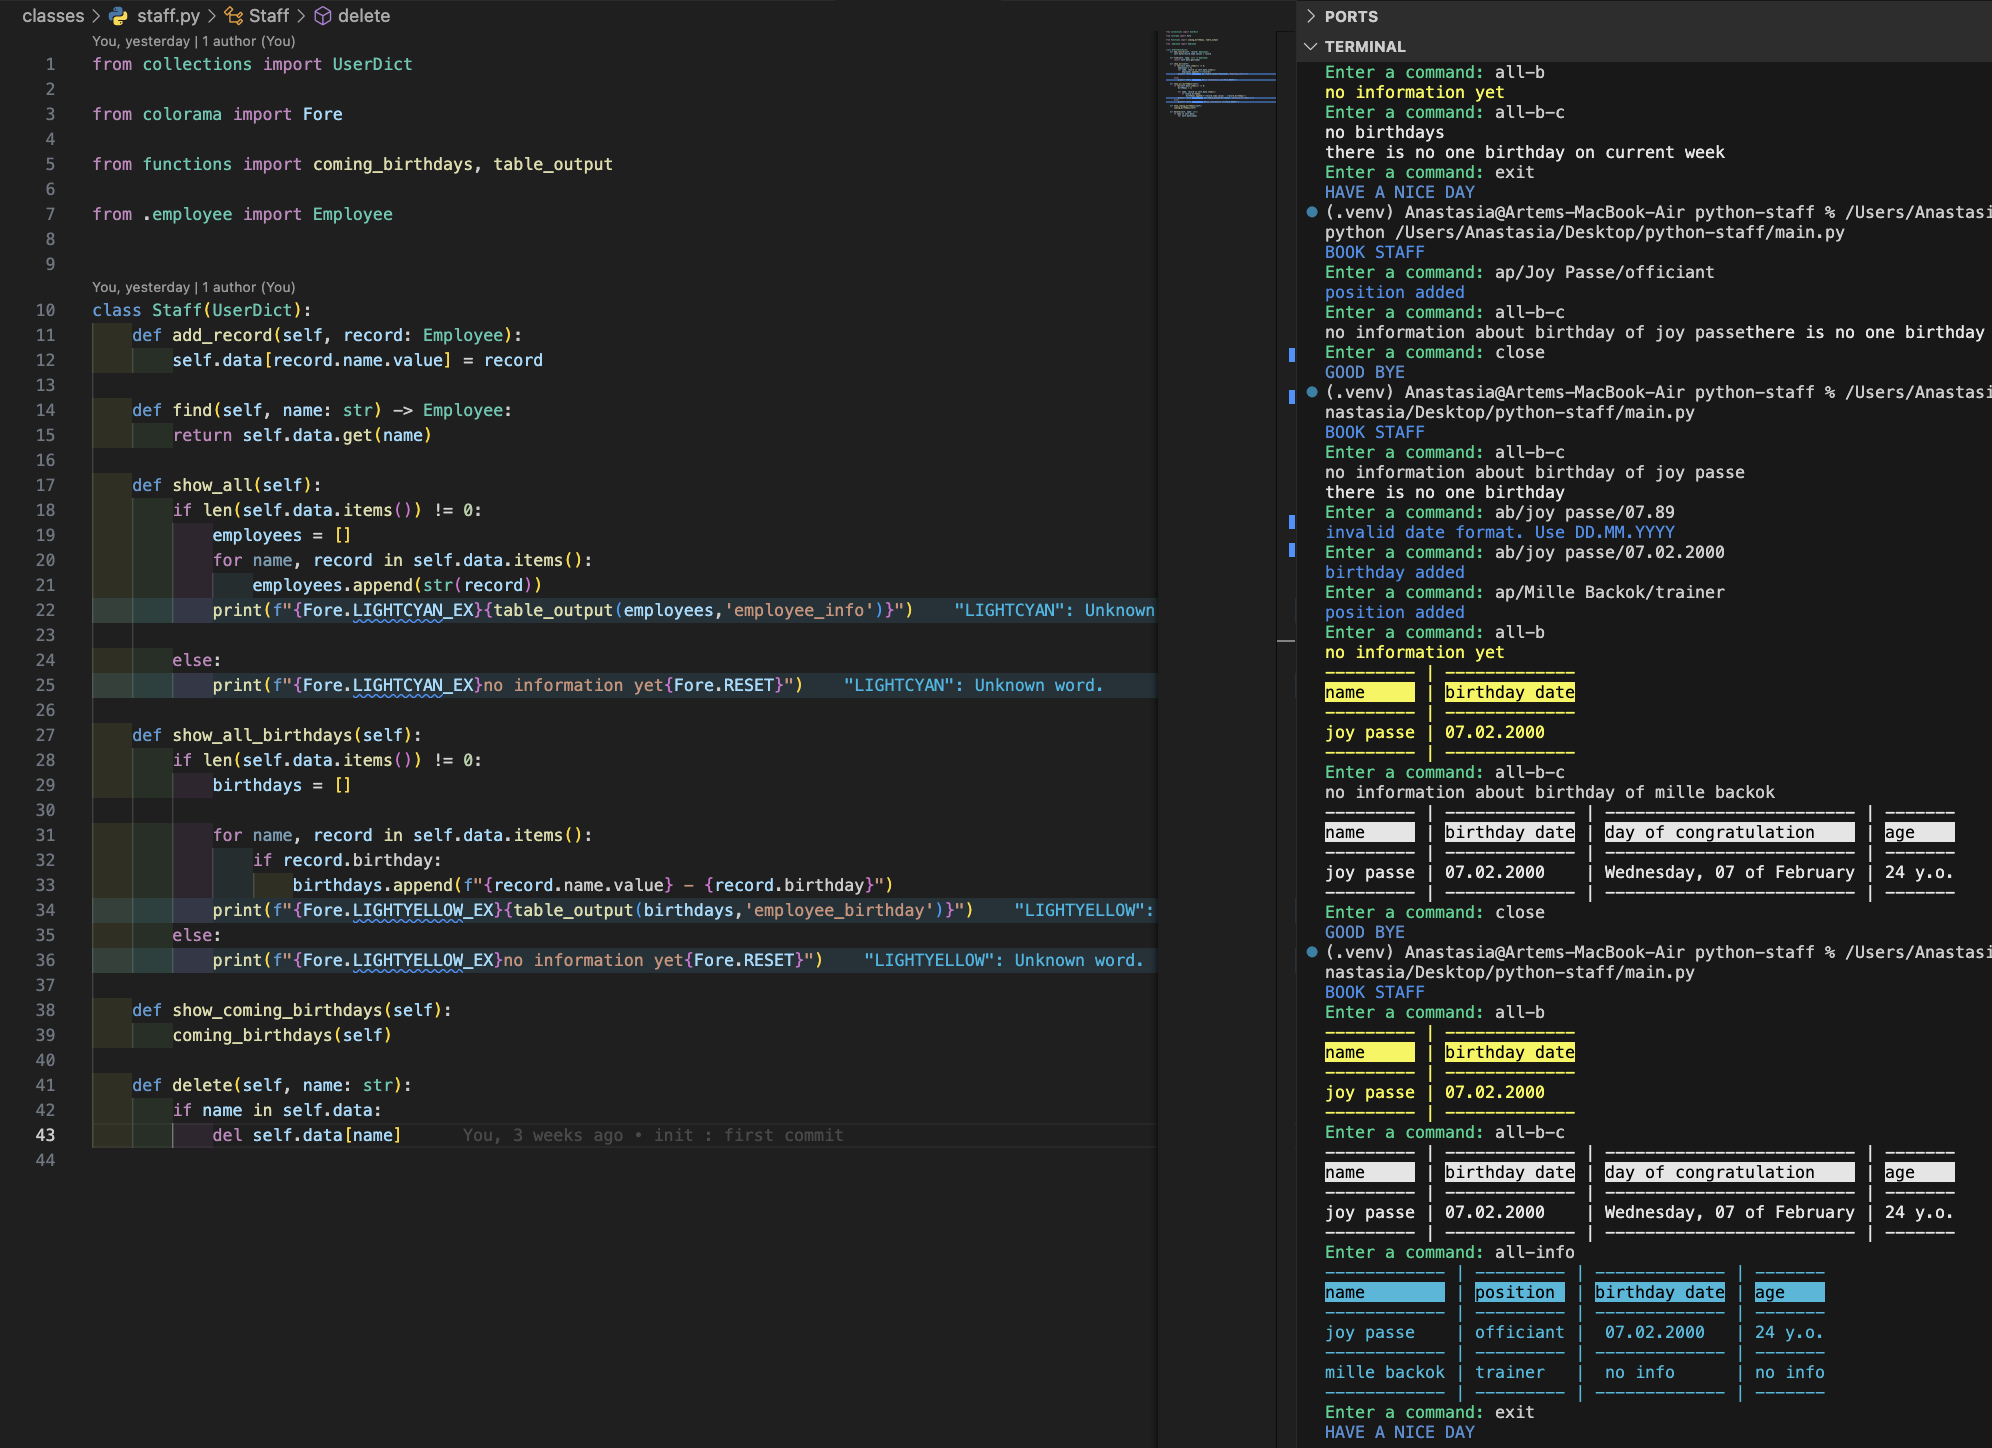 classes > staff.py > Staff > delete
You, yesterday | 1 author (You)
1 from collections import UserDict
2
3 from colorama import Fore
4
5 from functions import coming_birthdays, table_output
6
7 from .employee import Employee
8
9
You, yesterday | 1 author (You)
10 class Staff(UserDict):
11 def add_record(self, record: Employee):
12 self.data[record.name.value] = record
13
14 def find(self, name: str) -> Employee:
15 return self.data.get(name)
16
17 def show_all(self):
18 if len(self.data.items()) != 0:
19 employees = []
20 for name, record in self.data.items():
21 employees.append(str(record))
22 print(f"{Fore.LIGHTCYAN_EX}{table_output(employees,'employee_info')}") "LIGHTCYAN": Unknown
23
24 else:
25 print(f"{Fore.LIGHTCYAN_EX}no information yet{Fore.RESET}") "LIGHTCYAN": Unknown word.
26
27 def show_all_birthdays(self):
28 if len(self.data.items()) != 0:
29 birthdays = []
30
31 for name, record in self.data.items():
32 if record.birthday:
33 birthdays.append(f"{record.name.value} - {record.birthday}")
34 print(f"{Fore.LIGHTYELLOW_EX}{table_output(birthdays,'employee_birthday')}") "LIGHTYELLOW":
35 else:
36 print(f"{Fore.LIGHTYELLOW_EX}no information yet{Fore.RESET}") "LIGHTYELLOW": Unknown word.
37
38 def show_coming_birthdays(self):
39 coming_birthdays(self)
40
41 def delete(self, name: str):
42 if name in self.data:
43 del self.data[name] You, 3 weeks ago • init : first commit
44
PORTS
TERMINAL
Enter a command: all-b
no information yet
Enter a command: all-b-c
no birthdays
there is no one birthday on current week
Enter a command: exit
HAVE A NICE DAY
(.venv) Anastasia@Artems-MacBook-Air python-staff % /Users/Anastasi
python /Users/Anastasia/Desktop/python-staff/main.py
BOOK STAFF
Enter a command: ap/Joy Passe/officiant
position added
Enter a command: all-b-c
no information about birthday of joy passethere is no one birthday
Enter a command: close
GOOD BYE
(.venv) Anastasia@Artems-MacBook-Air python-staff % /Users/Anastasi
nastasia/Desktop/python-staff/main.py
BOOK STAFF
Enter a command: all-b-c
no information about birthday of joy passe
there is no one birthday
Enter a command: ab/joy passe/07.89
invalid date format. Use DD.MM.YYYY
Enter a command: ab/joy passe/07.02.2000
birthday added
Enter a command: ap/Mille Backok/trainer
position added
Enter a command: all-b
no information yet
--------- | -------------
name | birthday date
--------- | -------------
joy passe | 07.02.2000
--------- | -------------
Enter a command: all-b-c
no information about birthday of mille backok
--------- | ------------- | ------------------------- | -------
name | birthday date | day of congratulation | age
--------- | ------------- | ------------------------- | -------
joy passe | 07.02.2000 | Wednesday, 07 of February | 24 y.o.
--------- | ------------- | ------------------------- | -------
Enter a command: close
GOOD BYE
(.venv) Anastasia@Artems-MacBook-Air python-staff % /Users/Anastasi
nastasia/Desktop/python-staff/main.py
BOOK STAFF
Enter a command: all-b
--------- | -------------
name | birthday date
--------- | -------------
joy passe | 07.02.2000
--------- | -------------
Enter a command: all-b-c
--------- | ------------- | ------------------------- | -------
name | birthday date | day of congratulation | age
--------- | ------------- | ------------------------- | -------
joy passe | 07.02.2000 | Wednesday, 07 of February | 24 y.o.
--------- | ------------- | ------------------------- | -------
Enter a command: all-info
------------ | --------- | ------------- | -------
name | position | birthday date | age
------------ | --------- | ------------- | -------
joy passe | officiant | 07.02.2000 | 24 y.o.
------------ | --------- | ------------- | -------
mille backok | trainer | no info | no info
------------ | --------- | ------------- | -------
Enter a command: exit
HAVE A NICE DAY